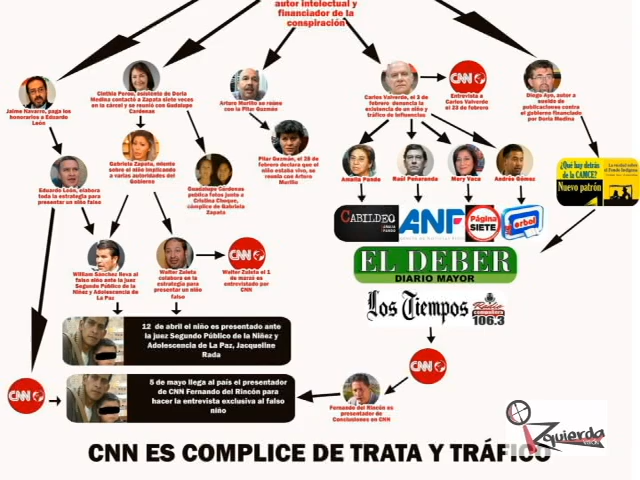 autor intelectual y
financiador de la
conspiración
Jaime Navarro, paga los
honorarios a Eduardo
León
Cinthia Perou, asistente de Doria
Medina contactó a Zapata siete veces
en la cárcel y se reunió con Guadalupe
Cardenas
Arturo Murillo se reúne
con la Pilar Guzmán
Carlos Valverde, el 3 de
febrero denuncia la
existencia de un niño y
tráfico de influencias
CNN
Entrevista a
Carlos Valverde
el 23 de
febrero
Diego Ayo, autor a
sueldo de
publicaciones contra
el gobierno financiado
por Doria Medina
Eduardo León, elabora
toda la estrategia para
presentar un niño falso
Gabriela Zapata, miente
sobre el niño implicando
a varias autoridades del
Gobierno
Guadalupe Cárdenas
publica fotos junto a
Cristina Choque,
cómplice de Gabriela
Zapata
Pilar Guzmán, el 28 de
febrero declara que el
niño estaba vivo, se
reunía con Arturo
Murillo
Amalia Pando
Raúl Peñaranda
Mary Vaca
Andrés Gómez
¿Qué hay detrás
de la CAMCE?
Nuevo patrón
La verdad sobre
el Fondo Indígena
CABILDEO
ANF
Página
SIETE
erbol
EL DEBER
DIARIO MAYOR
Los Tiempos
106.3
William Sánchez lleva al
falso niño ante la juez
Segundo Público de la
Niñez y Adolescencia de
La Paz
Walter Zuleta
colabora en la
estrategia para
presentar un niño
falso
CNN
Walter Zuleta el 1
de marzo es
entrevistado por
CNN
12 de abril el niño es presentado ante
la juez Segundo Público de la Niñez y
Adolescencia de La Paz, Jacqueline
Rada
CNN
5 de mayo llega al país el presentador
de CNN Fernando del Rincón para
hacer la entrevista exclusiva al falso
niño
CNN
Fernando del Rincón es
presentador de
Conclusiones en CNN
Izquierda
CNN ES COMPLICE DE TRATA Y TRÁFICO